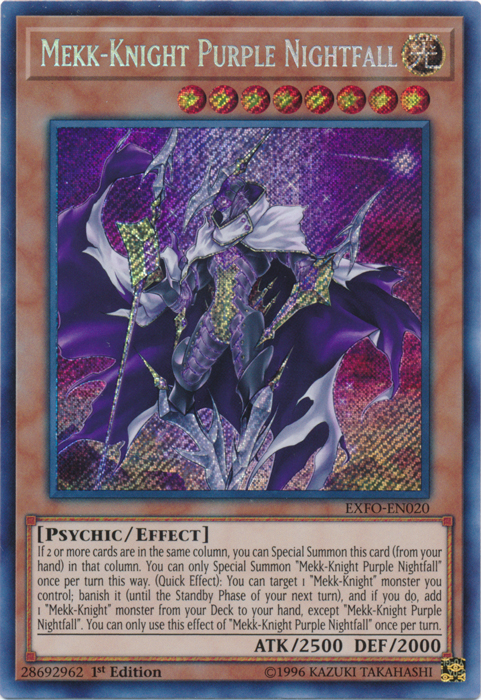 MEKK-KNIGHT PURPLE NIGHTFALL 光
EXFO-EN020
[PSYCHIC/EFFECT]
If 2 or more cards are in the same column, you can Special Summon this card (from your
hand) in that column. You can only Special Summon "Mekk-Knight Purple Nightfall"
once per turn this way. (Quick Effect): You can target 1 "Mekk-Knight" monster you
control; banish it (until the Standby Phase of your next turn), and if you do, add
1 "Mekk-Knight" monster from your Deck to your hand, except "Mekk-Knight Purple
Nightfall". You can only use this effect of "Mekk-Knight Purple Nightfall" once per turn.
ATK/2500 DEF/2000
28692962 1st Edition ©1996 KAZUKI TAKAHASHI